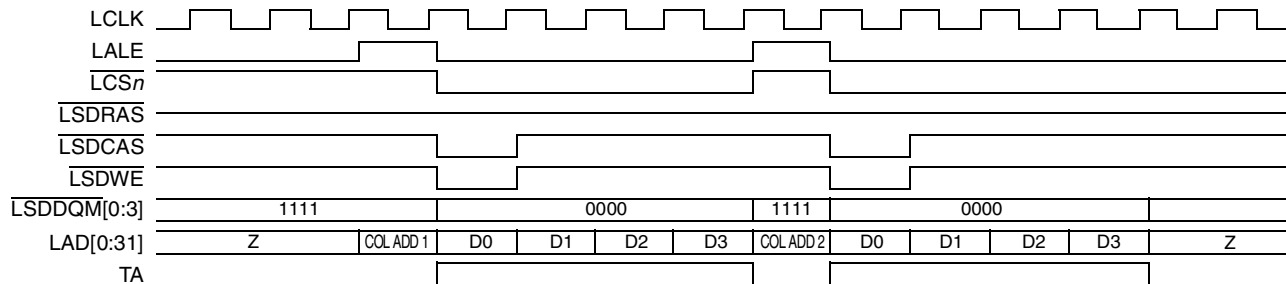 LCLK
LALE
LCSn
LSDRAS
LSDCAS
LSDWE
LSDDQM[0:3] 1111 0000 1111 0000
LAD[0:31] Z COL ADD 1 D0 D1 D2 D3 COL ADD 2 D0 D1 D2 D3 Z
TA